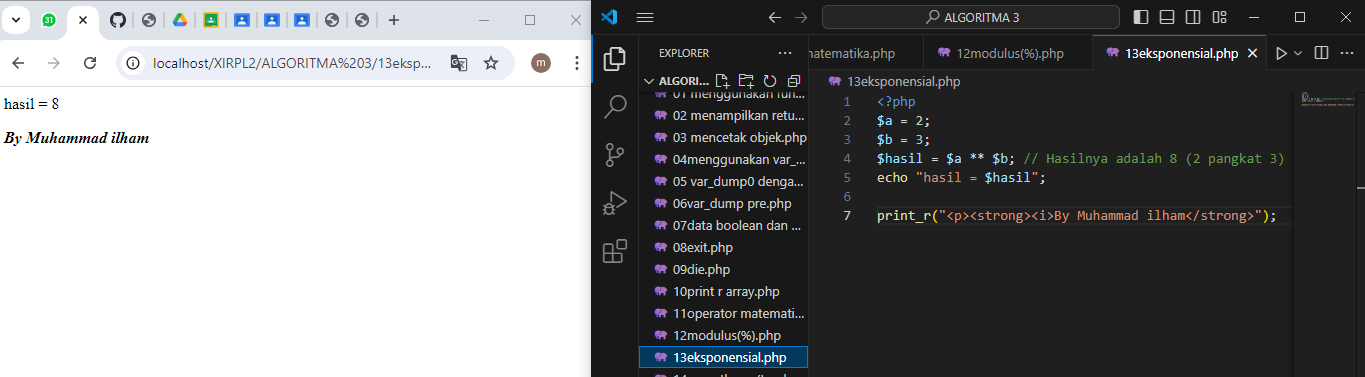 31
localhost/XIRPL2/ALGORITMA%203/13eksp...
m
hasil = 8
By Muhammad ilham
ALGORITMA 3
EXPLORER
ALGORI...
01 menggunakan fun...
02 menampilkan retu...
03 mencetak objek.php
04menggunakan var_...
05 var_dump0 denga...
06var_dump pre.php
07data boolean dan ...
08exit.php
09die.php
10print r array.php
11operator matemati...
12modulus(%).php
13eksponensial.php
natematika.php
12modulus(%).php
13eksponensial.php
13eksponensial.php
1 <?php
2 $a = 2;
3 $b = 3;
4 $hasil = $a ** $b; // Hasilnya adalah 8 (2 pangkat 3)
5 echo "hasil = $hasil";
6
7 print_r("<p><strong><i>By Muhammad ilham</strong>");